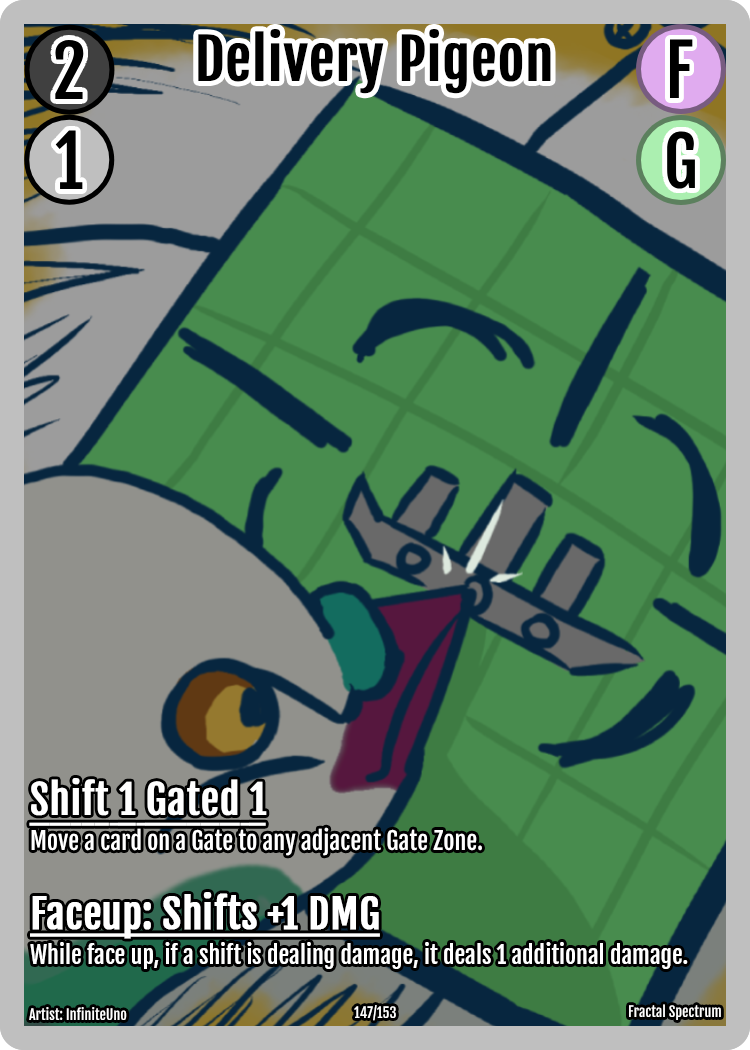 2
Delivery Pigeon
F
1
G
Shift 1 Gated 1
Move a card on a Gate to any adjacent Gate Zone.
Faceup: Shifts +1 DMG
While face up, if a shift is dealing damage, it deals 1 additional damage.
Artist: InfiniteUno
147/153
Fractal Spectrum